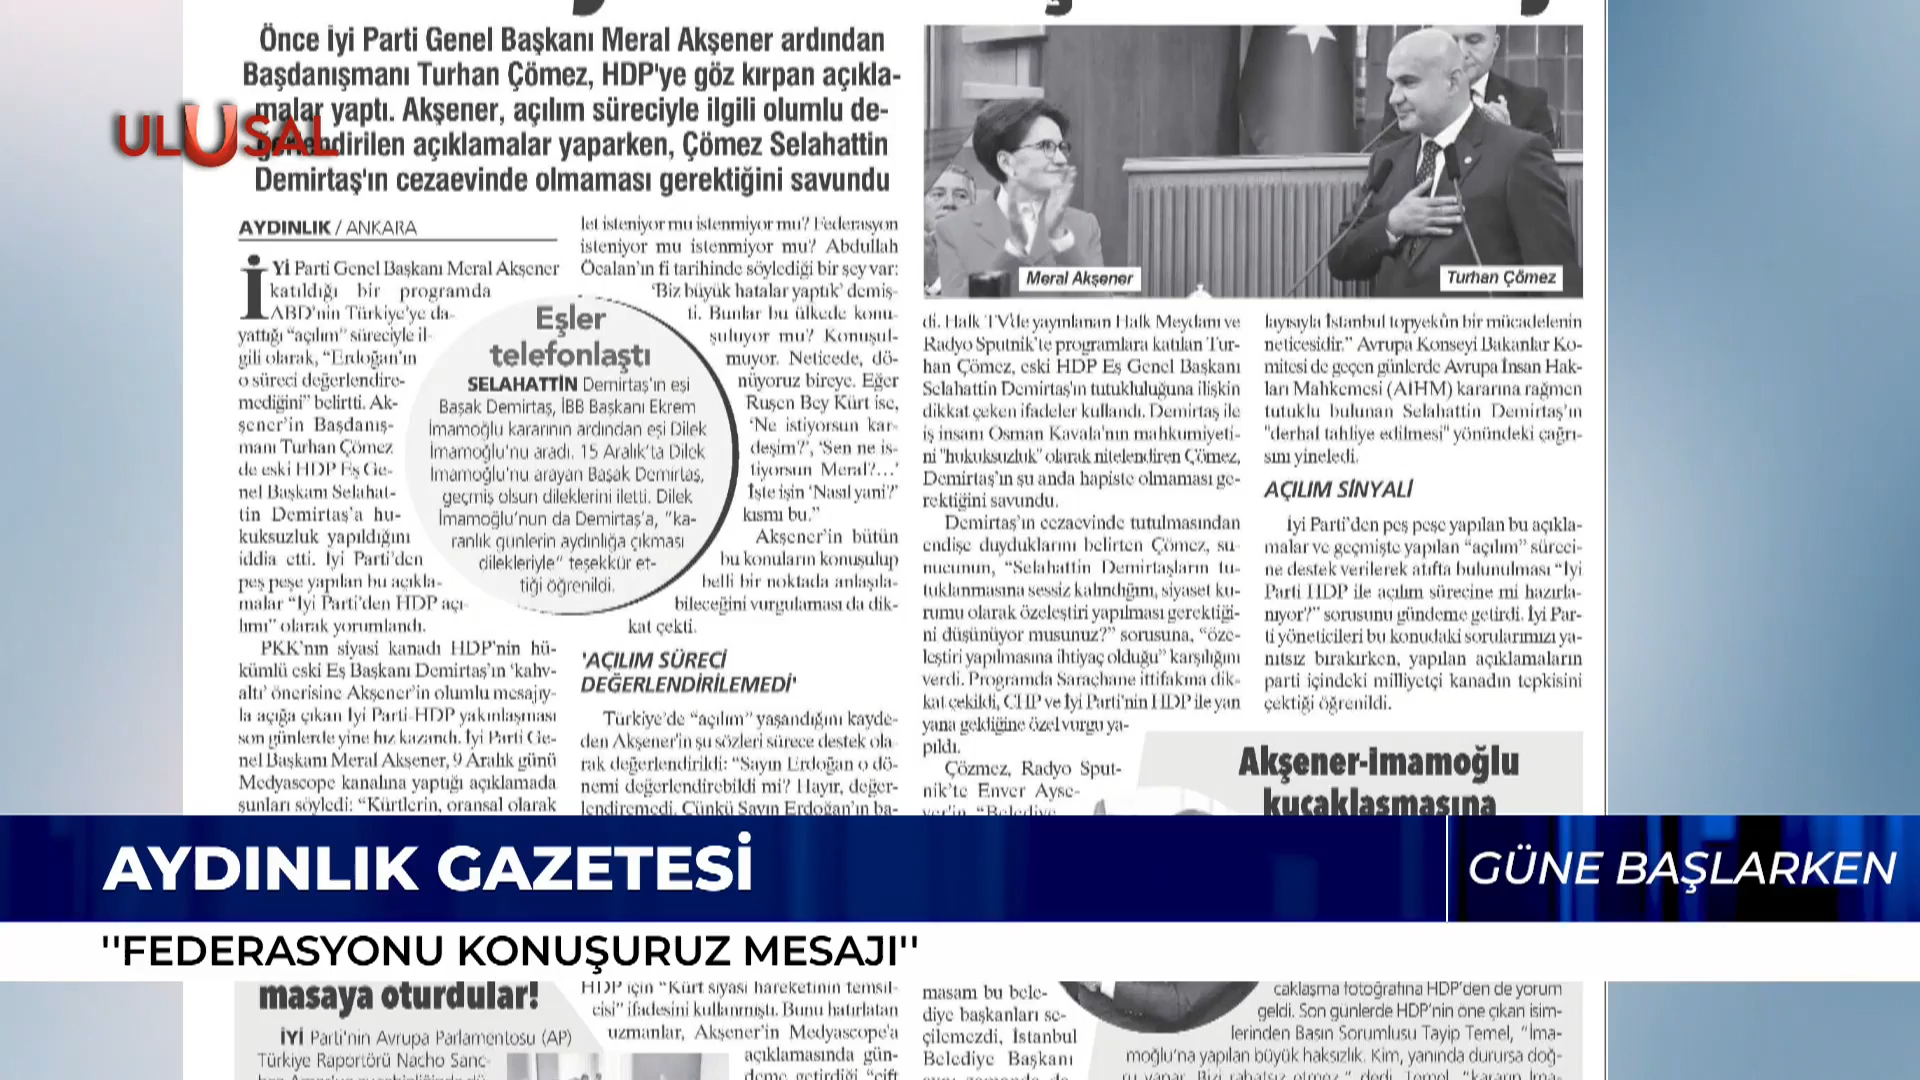 Önce İyi Parti Genel Başkanı Meral Akşener ardından
Başdanışmanı Turhan Çömez, HDP'ye göz kırpan açıkla-
malar yaptı. Akşener, açılım süreciyle ilgili olumlu de-
ğerlendirilen açıklamalar yaparken, Çömez Selahattin
Demirtaş'ın cezaevinde olmaması gerektiğini savundu
ULUSAL
AYDINLIK / ANKARA
İYİ Parti Genel Başkanı Meral Akşener
katıldığı bir programda
ABD'nin Türkiye'ye da-
yattığı "açılım" süreciyle il-
gili olarak, "Erdoğan'ın
o süreci değerlendire-
mediğini" belirtti. Ak-
şener'in Başdanış-
manı Turhan Çömez
de eski HDP Eş Ge-
nel Başkanı Selahat-
tin Demirtaş'a hu-
kuksuzluk yapıldığını
iddia etti. İyi Parti'den
peş peşe yapılan bu açıkla-
malar "İyi Parti'den HDP açı-
lımı" olarak yorumlandı.
PKK'nın siyasi kanadı HDP'nin hü-
kümlü eski Eş Başkanı Demirtaş'ın 'kahv-
altı' önerisine Akşener'in olumlu mesajıy-
la açığa çıkan İyi Parti-HDP yakınlaşması
son günlerde yine hız kazandı. İyi Parti Ge-
nel Başkanı Meral Akşener, 9 Aralık günü
Medyascope kanalına yaptığı açıklamada
şunları söyledi: "Kürtlerin, oransal olarak
Eşler
telefonlaştı
SELAHATTİN Demirtaş'ın eşi
Başak Demirtaş, İBB Başkanı Ekrem
İmamoğlu kararının ardından eşi Dilek
İmamoğlu'nu aradı. 15 Aralık'ta Dilek
İmamoğlu'nu arayan Başak Demirtaş,
geçmiş olsun dileklerini iletti. Dilek
İmamoğlu'nun da Demirtaş'a, "ka-
ranlık günlerin aydınlığa çıkması
dilekleriyle" teşekkür et-
tiği öğrenildi.
let isteniyor mu istenmiyor mu? Federasyon
isteniyor mu istenmiyor mu? Abdullah
Öcalan'ın fi tarihinde söylediği bir şey var:
'Biz büyük hatalar yaptık' demiş-
ti. Bunlar bu ülkede konu-
şuluyor mu? Konuşul-
muyor. Neticede, dö-
nüyoruz bireye. Eğer
Ruşen Bey Kürt ise,
'Ne istiyorsun kar-
deşim?', 'Sen ne is-
tiyorsun Meral?...'
İşte işin 'Nasıl yani?'
kısmı bu."
Akşener'in bütün
bu konuların konuşulup
belli bir noktada anlaşıla-
bileceğini vurgulaması da dik-
kat çekti.
'AÇILIM SÜRECİ
DEĞERLENDİRİLEMEDİ'
Türkiye'de "açılım" yaşandığını kayde-
den Akşener'in şu sözleri sürece destek ola-
rak değerlendirildi: "Sayın Erdoğan o dö-
nemi değerlendirebildi mi? Hayır, değer-
lendiremedi. Çünkü Sayın Erdoğan'ın ba-
Meral Akşener
Turhan Çömez
di. Halk TV'de yayınlanan Halk Meydanı ve
Radyo Sputnik'te programlara katılan Tur-
han Çömez, eski HDP Eş Genel Başkanı
Selahattin Demirtaş'ın tutukluluğuna ilişkin
dikkat çeken ifadeler kullandı. Demirtaş ile
iş insanı Osman Kavala'nın mahkumiyeti-
ni "hukuksuzluk" olarak nitelendiren Çömez,
Demirtaş'ın şu anda hapiste olmaması ge-
rektiğini savundu.
Demirtaş'ın cezaevinde tutulmasından
endişe duyduklarını belirten Çömez, su-
nucunun, "Selahattin Demirtaşların tu-
tuklanmasına sessiz kalındığını, siyaset ku-
rumu olarak özeleştiri yapılması gerektiği-
ni düşünüyor musunuz?" sorusuna, "öze-
leştiri yapılmasına ihtiyaç olduğu" karşılığını
verdi. Programda Saraçhane ittifakına dik-
kat çekildi, CHP ve İyi Parti'nin HDP ile yan
yana geldiğine özel vurgu ya-
pıldı.
Çözmez, Radyo Sput-
nik'te Enver Ayse-
ver'in "Belediye
layısıyla İstanbul topyekün bir mücadelenin
neticesidir." Avrupa Konseyi Bakanlar Ko-
mitesi de geçen günlerde Avrupa İnsan Hak-
ları Mahkemesi (AİHM) kararına rağmen
tutuklu bulunan Selahattin Demirtaş'ın
"derhal tahliye edilmesi" yönündeki çağrı-
sını yineledi.
AÇILIM SİNYALİ
İyi Parti'den peş peşe yapılan bu açıkla-
malar ve geçmişte yapılan "açılım" süreci-
ne destek verilerek atıfta bulunulması "İyi
Parti HDP ile açılım sürecine mi hazırla-
nıyor?" sorusunu gündeme getirdi. İyi Par-
ti yöneticileri bu konudaki sorularımızı ya-
nıtsız bırakırken, yapılan açıklamaların
parti içindeki milliyetçi kanadın tepkisini
çektiği öğrenildi.
Akşener-imamoğlu
kucaklaşmasına
AYDINLIK GAZETESİ
GÜNE BAŞLARKEN
''FEDERASYONU KONUŞURUZ MESAJI''
masaya oturdular!
İYİ Parti'nin Avrupa Parlamentosu (AP)
Türkiye Raportörü Nacho Sanc-
HDP için "Kürt siyasi hareketinin temsil-
cisi" ifadesini kullanmıştı. Bunu hatırlatan
uzmanlar, Akşener'in Medyascope'a
açıklamasında gün-
deme getirdiği "çift
masam bu bele-
diye başkanları se-
çilemezdi, İstanbul
Belediye Başkanı
caklaşma fotoğrafına HDP'den de yorum
geldi. Son günlerde HDP'nin öne çıkan isim-
lerinden Basın Sorumlusu Tayip Temel, "İma-
moğlu'na yapılan büyük haksızlık. Kim, yanında durursa doğ-
ru yapar. Bizi rahatsız etmez." dedi. Temel, "kararın İma-